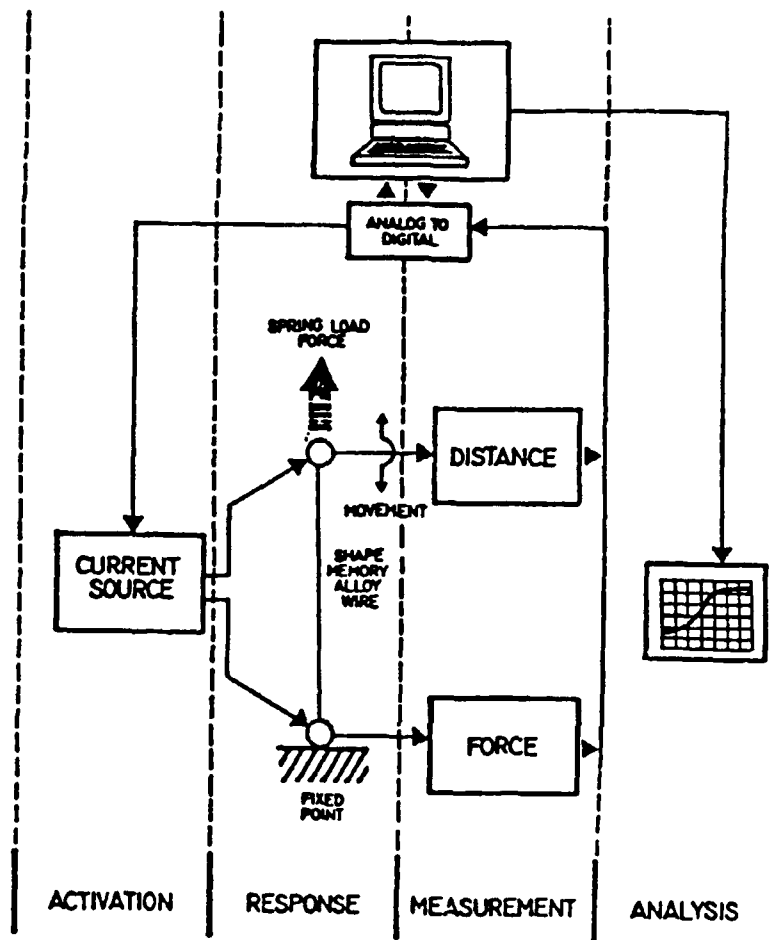 ANALOG TO
DIGITAL
SPRING LOAD
FORCE
DISTANCE
MOVEMENT
CURRENT
SOURCE
SHAPE
MEMORY
ALLOY
WIRE
FORCE
FIXED
POINT
ACTIVATION
RESPONSE
MEASUREMENT
ANALYSIS